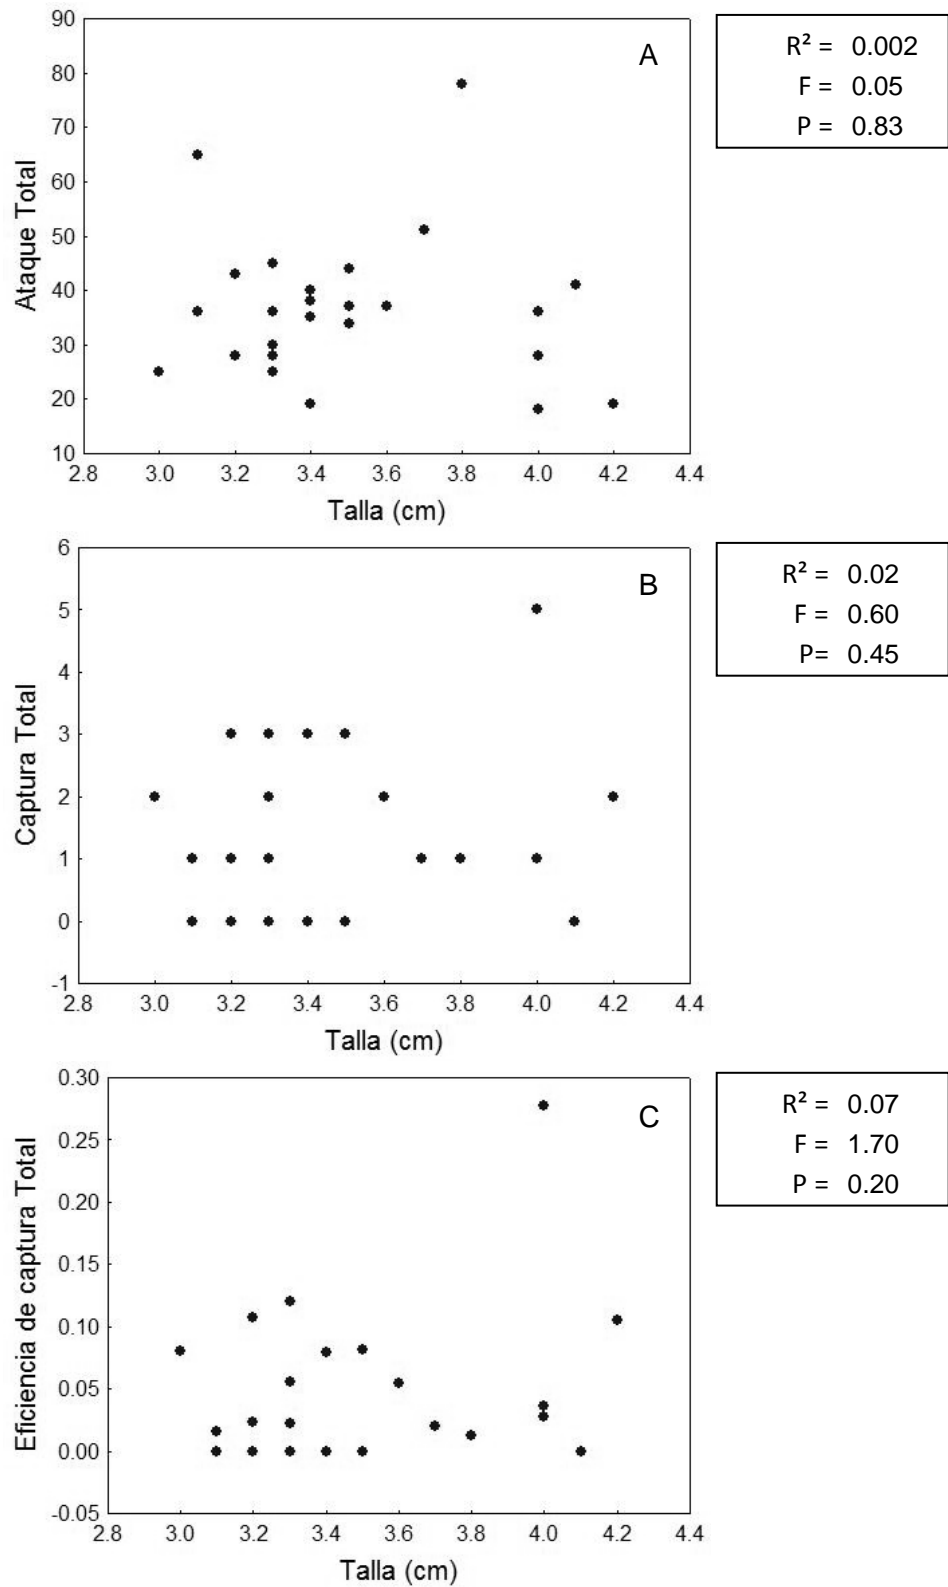 90
80
70
60
50
40
30
20
10
Ataque Total
A
2.8 3.0 3.2 3.4 3.6 3.8 4.0 4.2 4.4
Talla (cm)
R² = 0.002
F = 0.05
P = 0.83
6
5
4
3
2
1
0
-1
Captura Total
B
2.8 3.0 3.2 3.4 3.6 3.8 4.0 4.2 4.4
Talla (cm)
R² = 0.02
F = 0.60
P= 0.45
0.30
0.25
0.20
0.15
0.10
0.05
0.00
-0.05
Eficiencia de captura Total
C
2.8 3.0 3.2 3.4 3.6 3.8 4.0 4.2 4.4
Talla (cm)
R² = 0.07
F = 1.70
P = 0.20